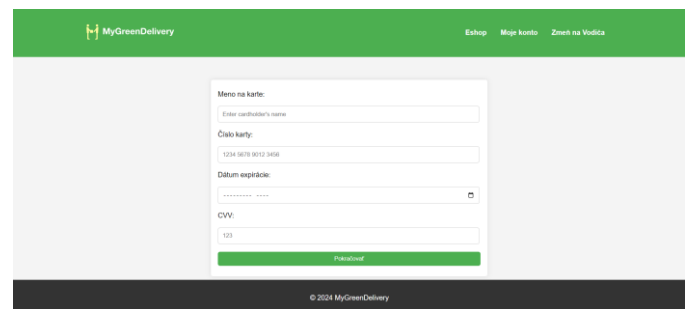 MyGreenDelivery
Eshop Moje konto Zmeň na Vodiča
Meno na karte:
Enter cardholder's name
Číslo karty:
1234 5678 9012 3456
Dátum expirácie:
--------- ----
CVV:
123
Pokračovať
© 2024 MyGreenDelivery